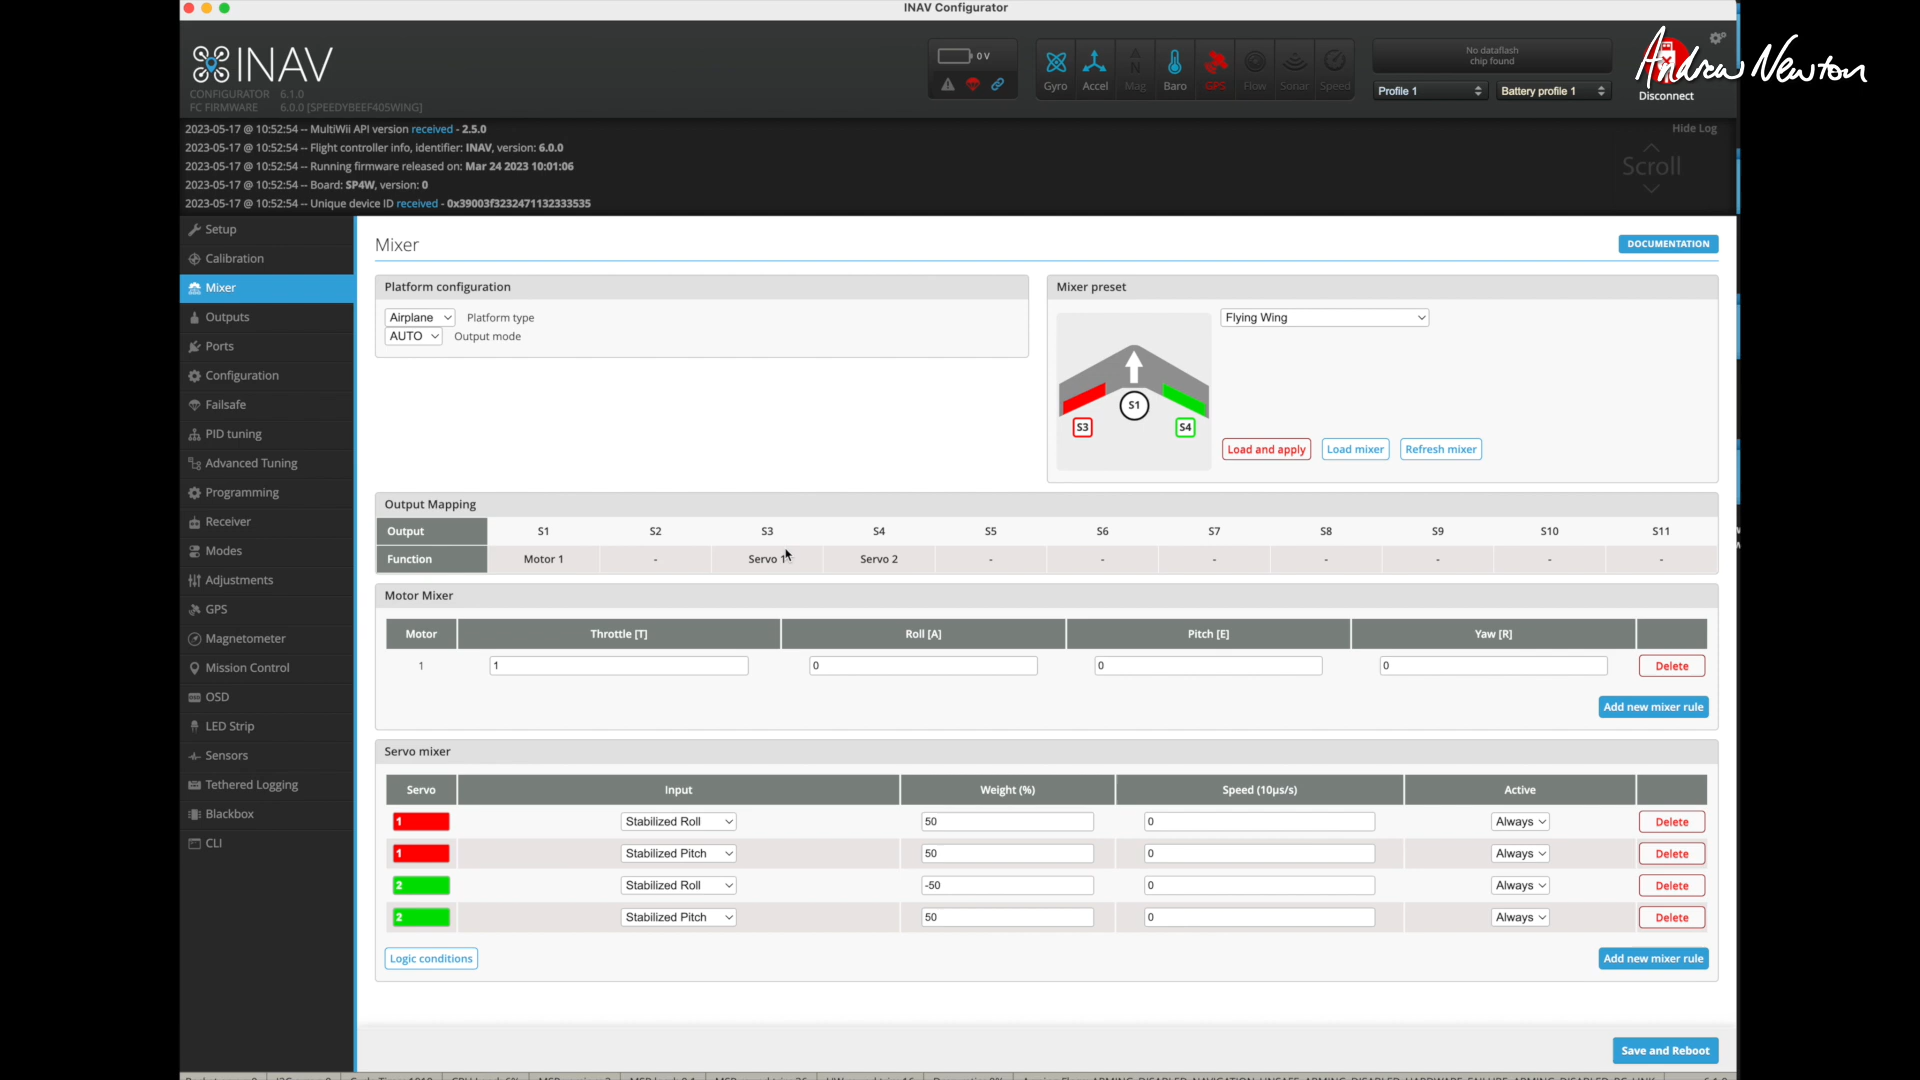 INAV Configurator
INAV
CONFIGURATOR 6.1.0
FC FIRMWARE 6.0.0 [SPEEDYBEEF405WING]
0 V
Gyro Accel Mag Baro GPS Flow Sonar Speed
No dataflash
chip found
Profile 1 Battery profile 1
Disconnect
Andrew Newton
2023-05-17 @ 10:52:54 -- MultiWii API version received - 2.5.0
2023-05-17 @ 10:52:54 -- Flight controller info, identifier: INAV, version: 6.0.0
2023-05-17 @ 10:52:54 -- Running firmware released on: Mar 24 2023 10:01:06
2023-05-17 @ 10:52:54 -- Board: SP4W, version: 0
2023-05-17 @ 10:52:54 -- Unique device ID received - 0x39003f3232471132333535
Hide Log
Scroll
Setup
Calibration
Mixer
Outputs
Ports
Configuration
Failsafe
PID tuning
Advanced Tuning
Programming
Receiver
Modes
Adjustments
GPS
Magnetometer
Mission Control
OSD
LED Strip
Sensors
Tethered Logging
Blackbox
CLI
Mixer
DOCUMENTATION
Platform configuration
Airplane Platform type
AUTO Output mode
Mixer preset
Flying Wing
S1
S3 S4
Load and apply Load mixer Refresh mixer
Output Mapping
Output S1 S2 S3 S4 S5 S6 S7 S8 S9 S10 S11
Function Motor 1 - Servo 1 Servo 2 - - - - - - -
Motor Mixer
Motor Throttle [T] Roll [A] Pitch [E] Yaw [R]
1 1 0 0 0 Delete
Add new mixer rule
Servo mixer
Servo Input Weight (%) Speed (10µs/s) Active
1 Stabilized Roll 50 0 Always Delete
1 Stabilized Pitch 50 0 Always Delete
2 Stabilized Roll -50 0 Always Delete
2 Stabilized Pitch 50 0 Always Delete
Logic conditions
Add new mixer rule
Save and Reboot